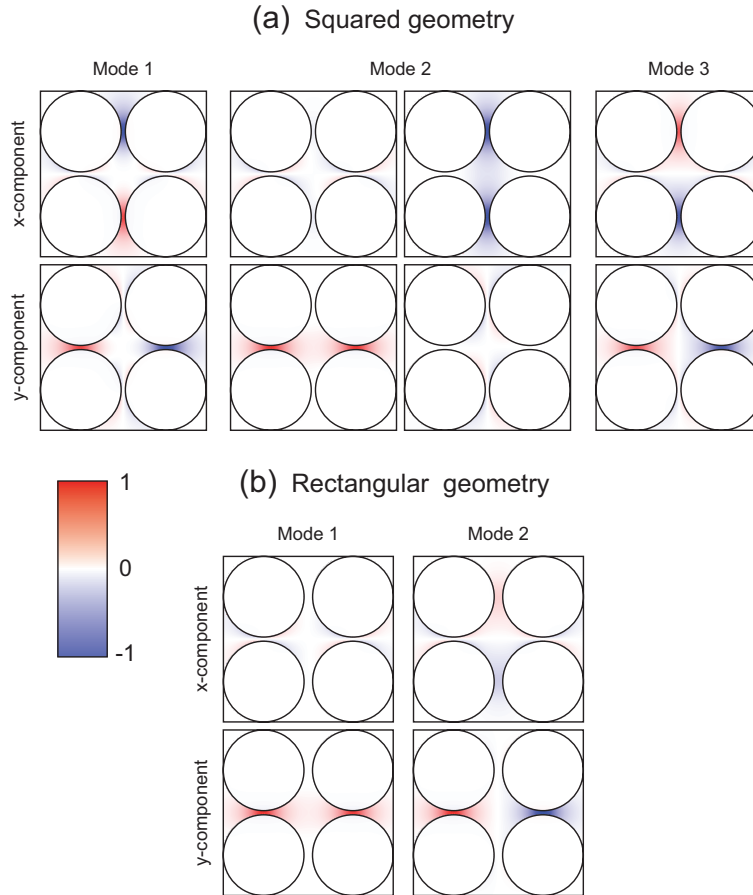 (a) Squared geometry
Mode 1 Mode 2 Mode 3
x-component
y-component
(b) Rectangular geometry
1
0
-1
Mode 1 Mode 2
x-component
y-component